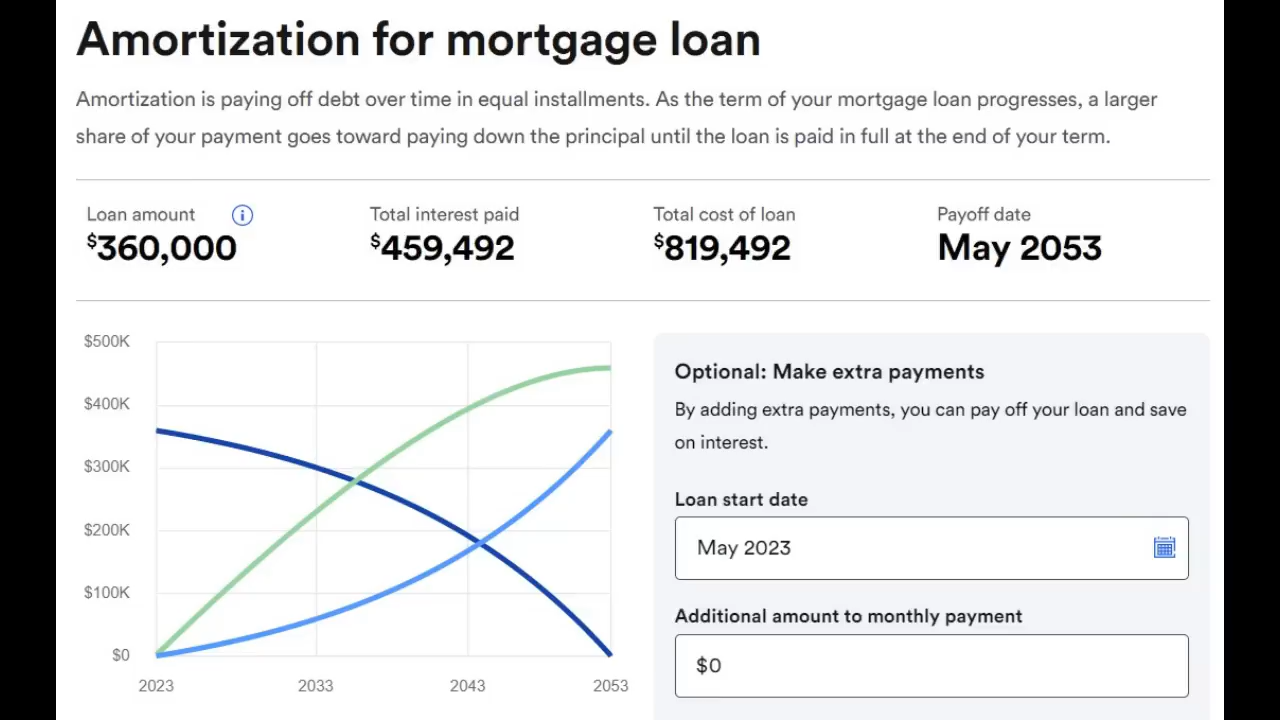 Amortization for mortgage loan
Amortization is paying off debt over time in equal installments. As the term of your mortgage loan progresses, a larger
share of your payment goes toward paying down the principal until the loan is paid in full at the end of your term.
Loan amount
$360,000
Total interest paid
$459,492
Total cost of loan
$819,492
Payoff date
May 2053
$500K
$400K
$300K
$200K
$100K
$0
2023 2033 2043 2053
Optional: Make extra payments
By adding extra payments, you can pay off your loan and save
on interest.
Loan start date
May 2023
Additional amount to monthly payment
$0